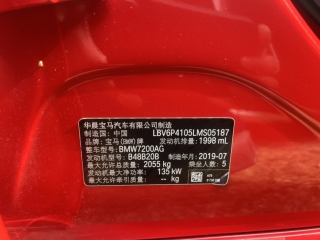 华晨宝马汽车有限公司制造
制造国：中国 LBV6P4105LMS05187
品牌：宝马(BMW)牌 发动机排量：1998 mL
整车型号：BMW7200AG
发动机型号：B48B20B 制造年月：2019-07
最大允许总质量：2055 kg 乘坐人数：5
发动机最大净功率：135 kW
最大允许牵引质量：-- kg